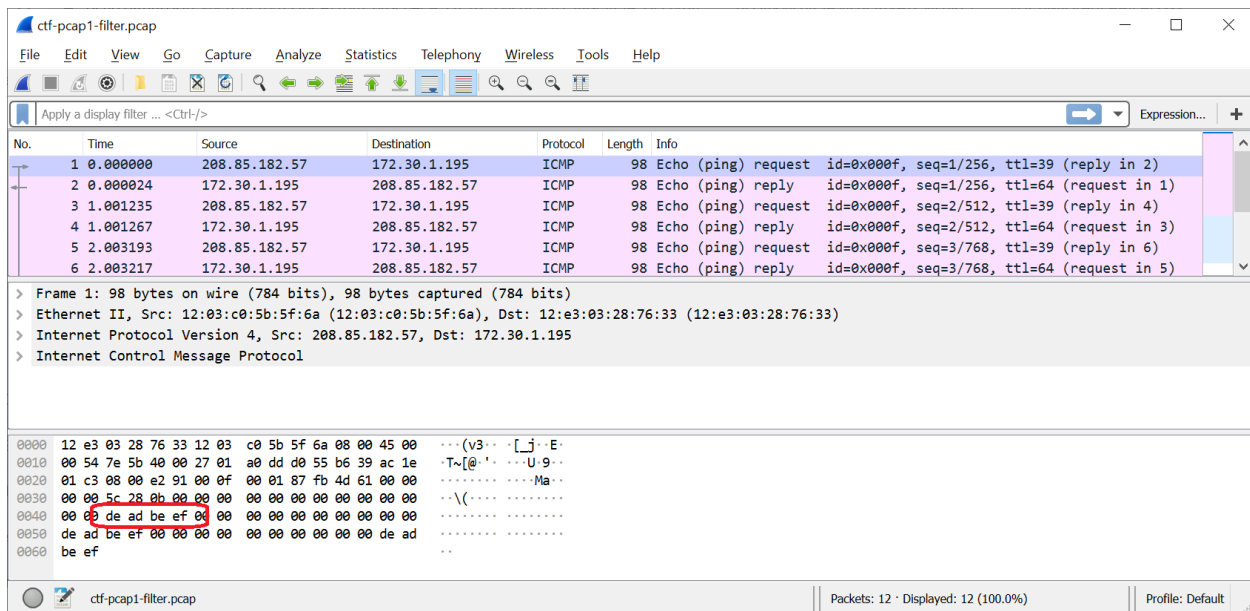 ctf-pcap1-filter.pcap
File Edit View Go Capture Analyze Statistics Telephony Wireless Tools Help
Apply a display filter ... <Ctrl-/> Expression... +
No. Time Source Destination Protocol Length Info
1 0.000000 208.85.182.57 172.30.1.195 ICMP 98 Echo (ping) request id=0x000f, seq=1/256, ttl=39 (reply in 2)
2 0.000024 172.30.1.195 208.85.182.57 ICMP 98 Echo (ping) reply id=0x000f, seq=1/256, ttl=64 (request in 1)
3 1.001235 208.85.182.57 172.30.1.195 ICMP 98 Echo (ping) request id=0x000f, seq=2/512, ttl=39 (reply in 4)
4 1.001267 172.30.1.195 208.85.182.57 ICMP 98 Echo (ping) reply id=0x000f, seq=2/512, ttl=64 (request in 3)
5 2.003193 208.85.182.57 172.30.1.195 ICMP 98 Echo (ping) request id=0x000f, seq=3/768, ttl=39 (reply in 6)
6 2.003217 172.30.1.195 208.85.182.57 ICMP 98 Echo (ping) reply id=0x000f, seq=3/768, ttl=64 (request in 5)
> Frame 1: 98 bytes on wire (784 bits), 98 bytes captured (784 bits)
> Ethernet II, Src: 12:03:c0:5b:5f:6a (12:03:c0:5b:5f:6a), Dst: 12:e3:03:28:76:33 (12:e3:03:28:76:33)
> Internet Protocol Version 4, Src: 208.85.182.57, Dst: 172.30.1.195
> Internet Control Message Protocol
0000 12 e3 03 28 76 33 12 03 c0 5b 5f 6a 08 00 45 00 ···(v3·· ·[_j··E·
0010 00 54 7e 5b 40 00 27 01 a0 dd d0 55 b6 39 ac 1e ·T~[@·'· ···U·9··
0020 01 c3 08 00 e2 91 00 0f 00 01 87 fb 4d 61 00 00 ········ ····Ma··
0030 00 00 5c 28 0b 00 00 00 00 00 00 00 00 00 00 00 ··\(···· ········
0040 00 00 de ad be ef 00 00 00 00 00 00 00 00 00 00 ········ ········
0050 de ad be ef 00 00 00 00 00 00 00 00 00 00 de ad ········ ········
0060 be ef ··
ctf-pcap1-filter.pcap Packets: 12 · Displayed: 12 (100.0%) Profile: Default